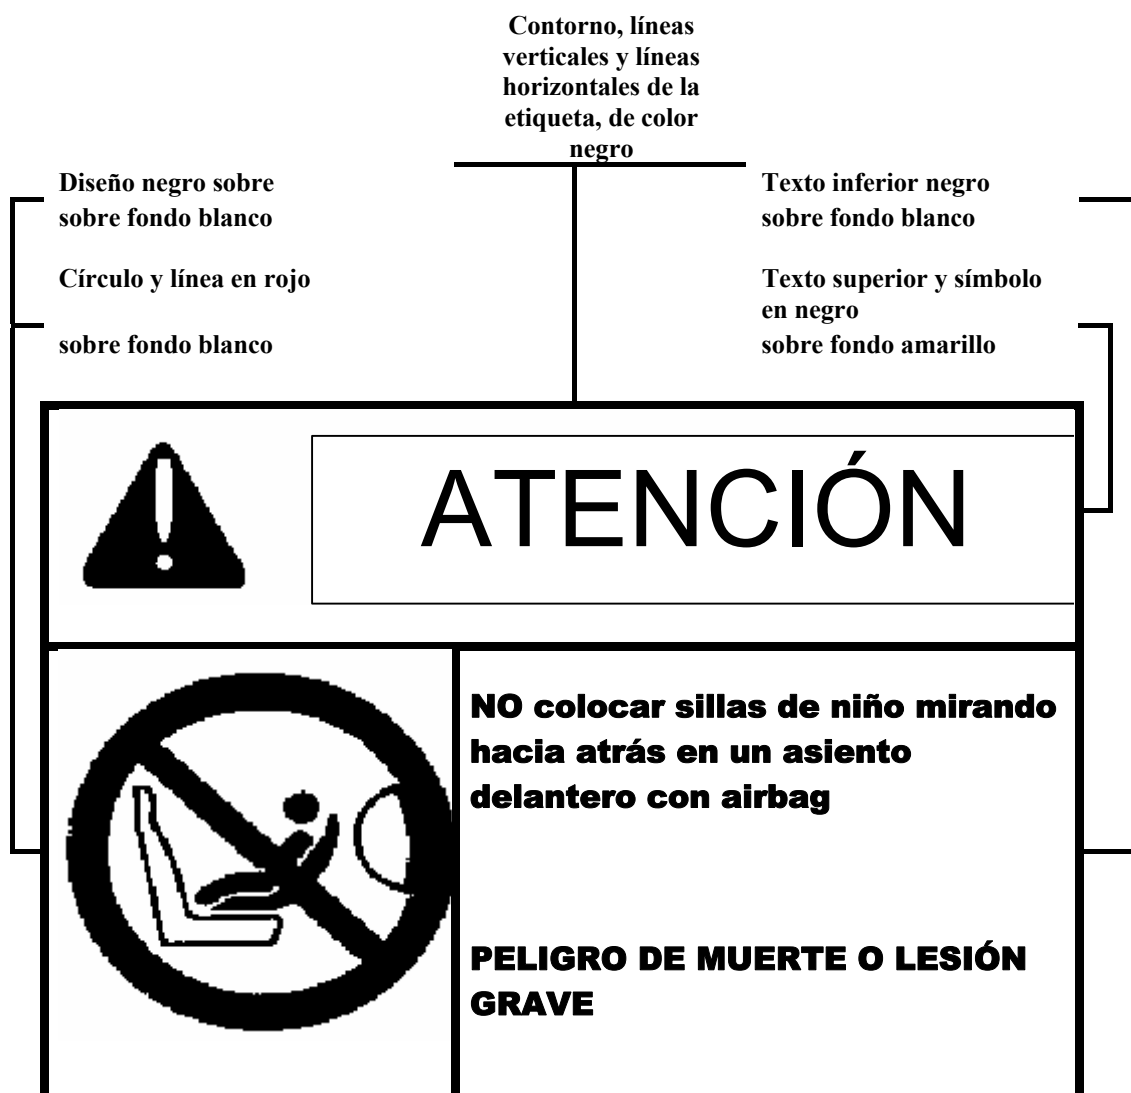 Contorno, líneas
verticales y líneas
horizontales de la
etiqueta, de color
negro
Diseño negro sobre
sobre fondo blanco
Círculo y línea en rojo
sobre fondo blanco
Texto inferior negro
sobre fondo blanco
Texto superior y símbolo
en negro
sobre fondo amarillo
ATENCIÓN
NO colocar sillas de niño mirando
hacia atrás en un asiento
delantero con airbag
PELIGRO DE MUERTE O LESIÓN
GRAVE